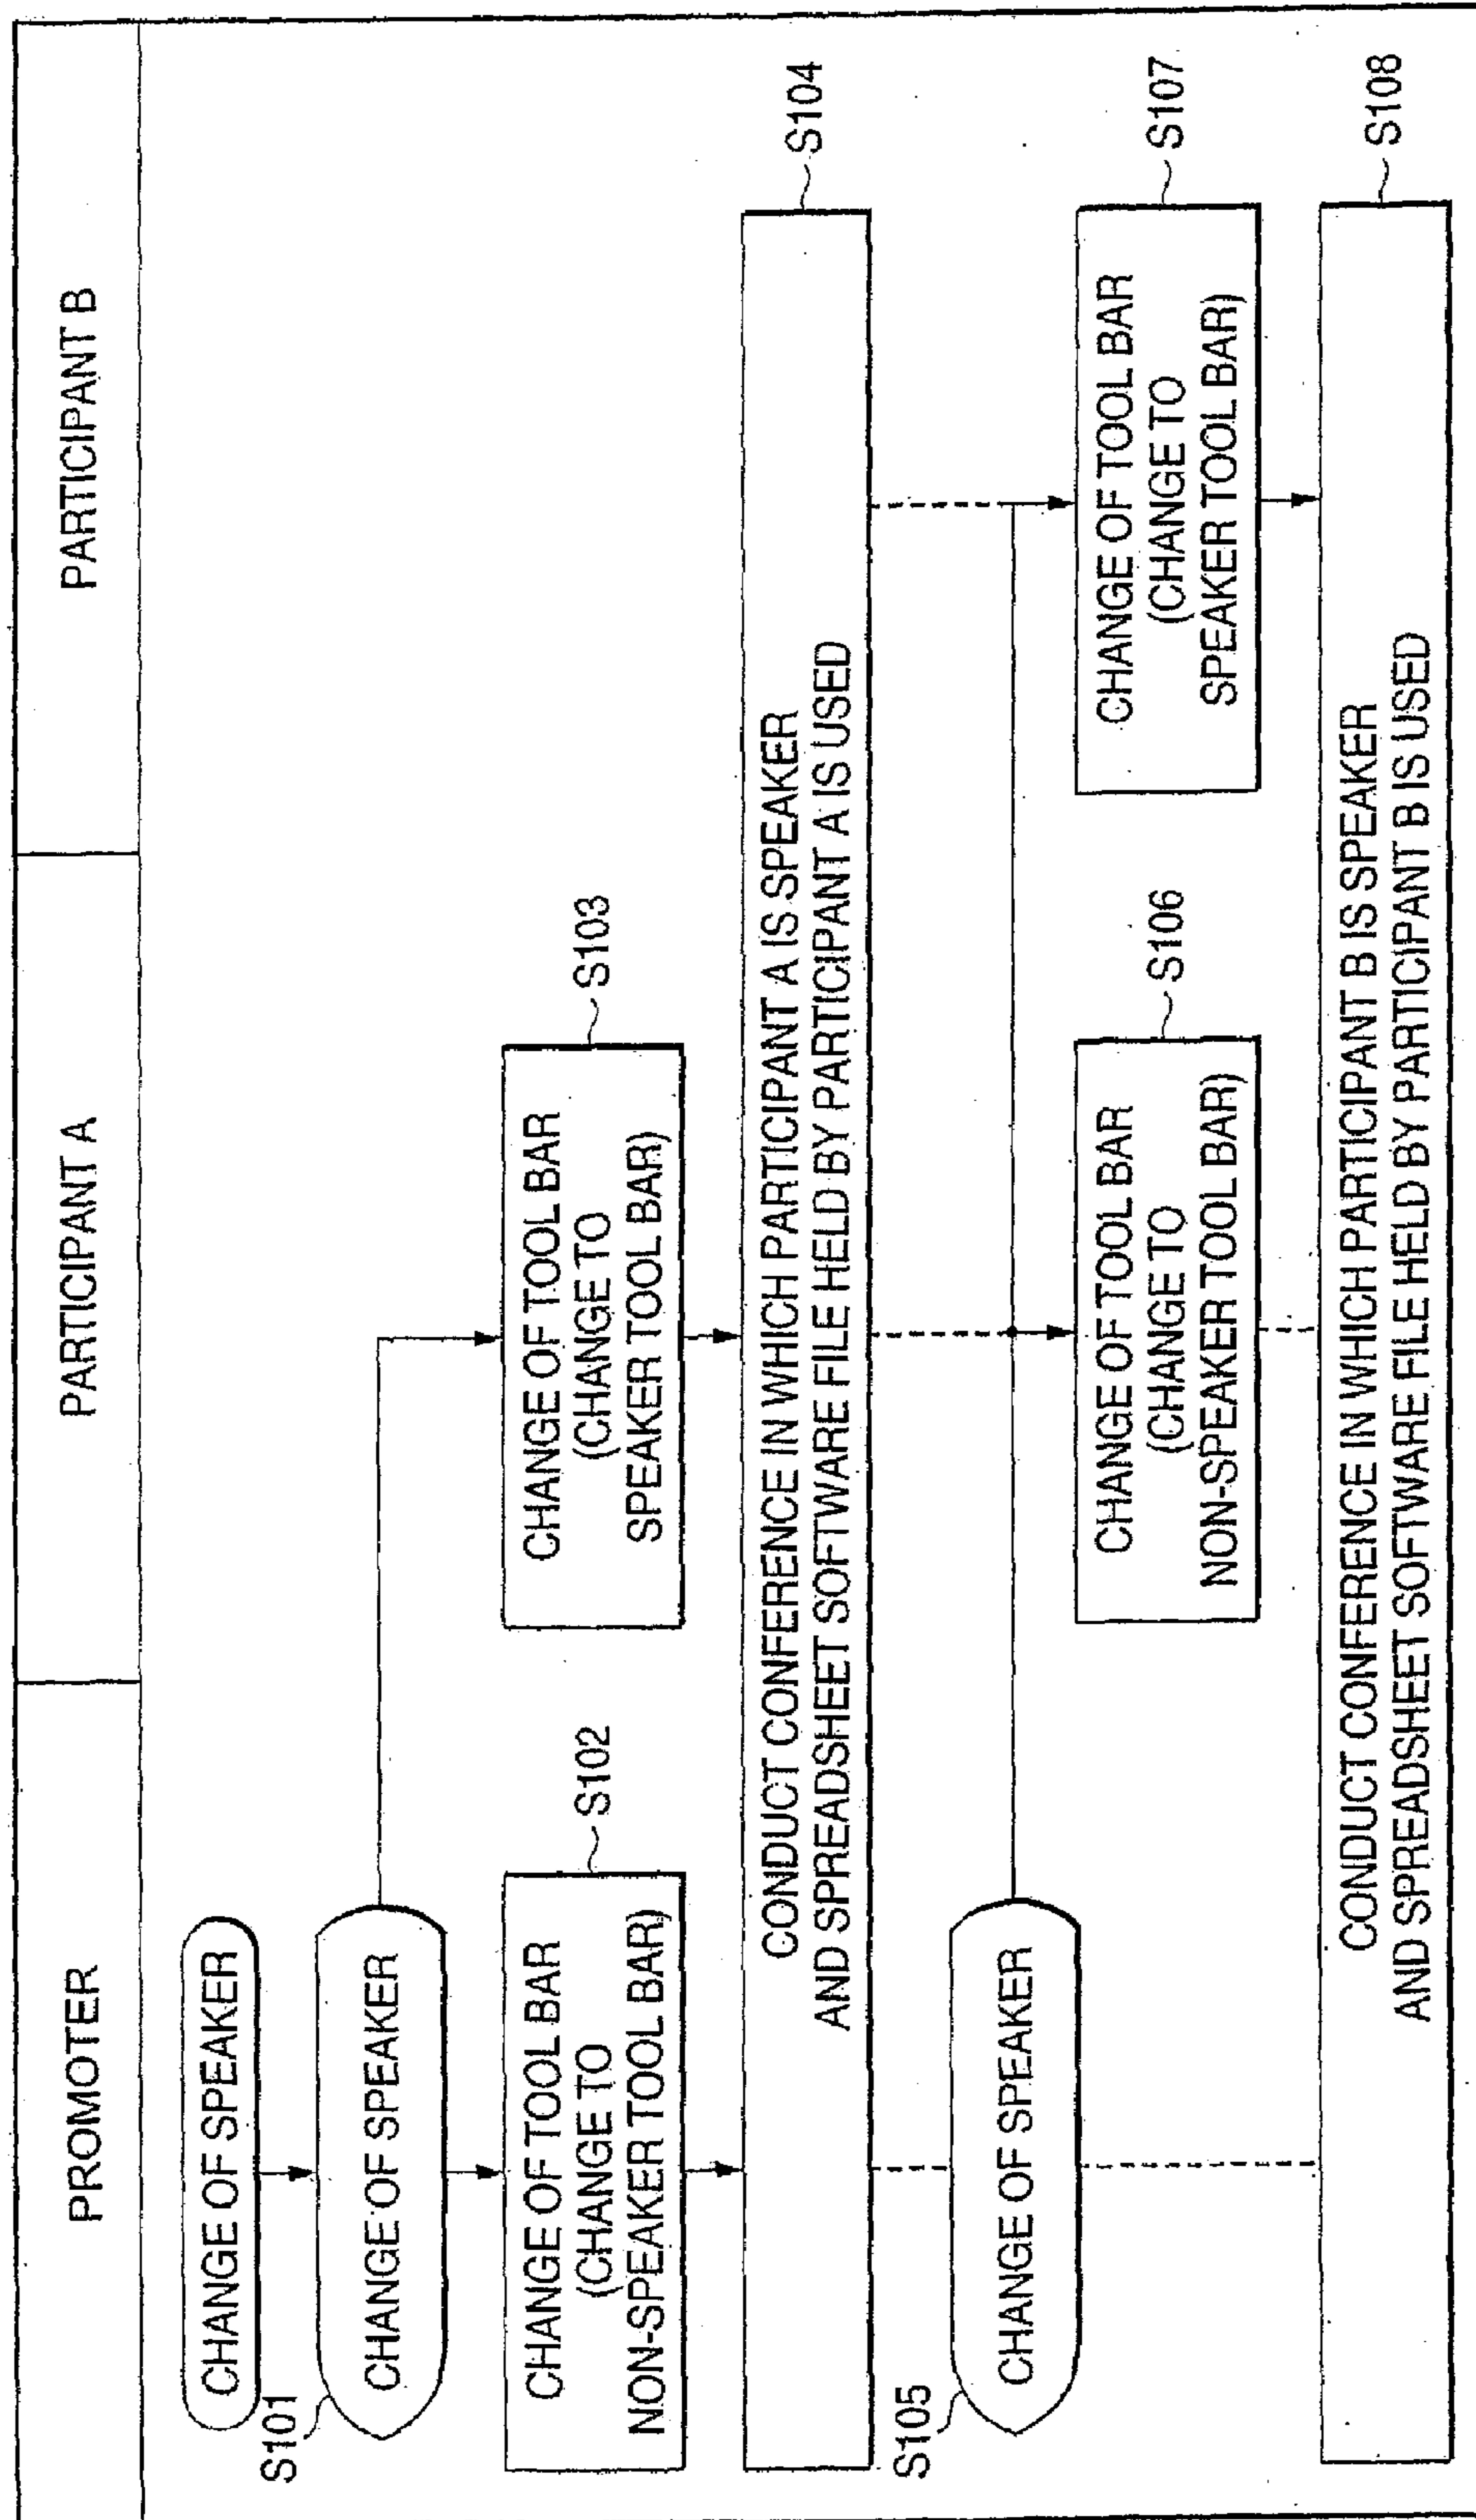 PROMOTER
PARTICIPANT A
PARTICIPANT B
CHANGE OF SPEAKER
S101
CHANGE OF SPEAKER
CHANGE OF TOOL BAR
(CHANGE TO
NON-SPEAKER TOOL BAR)
S102
CHANGE OF TOOL BAR
(CHANGE TO
SPEAKER TOOL BAR)
S103
CONDUCT CONFERENCE IN WHICH PARTICIPANT A IS SPEAKER
AND SPREADSHEET SOFTWARE FILE HELD BY PARTICIPANT A IS USED
S104
S105
CHANGE OF SPEAKER
CHANGE OF TOOL BAR
(CHANGE TO
NON-SPEAKER TOOL BAR)
S106
CHANGE OF TOOL BAR
(CHANGE TO
SPEAKER TOOL BAR)
S107
CONDUCT CONFERENCE IN WHICH PARTICIPANT B IS SPEAKER
AND SPREADSHEET SOFTWARE FILE HELD BY PARTICIPANT B IS USED
S108